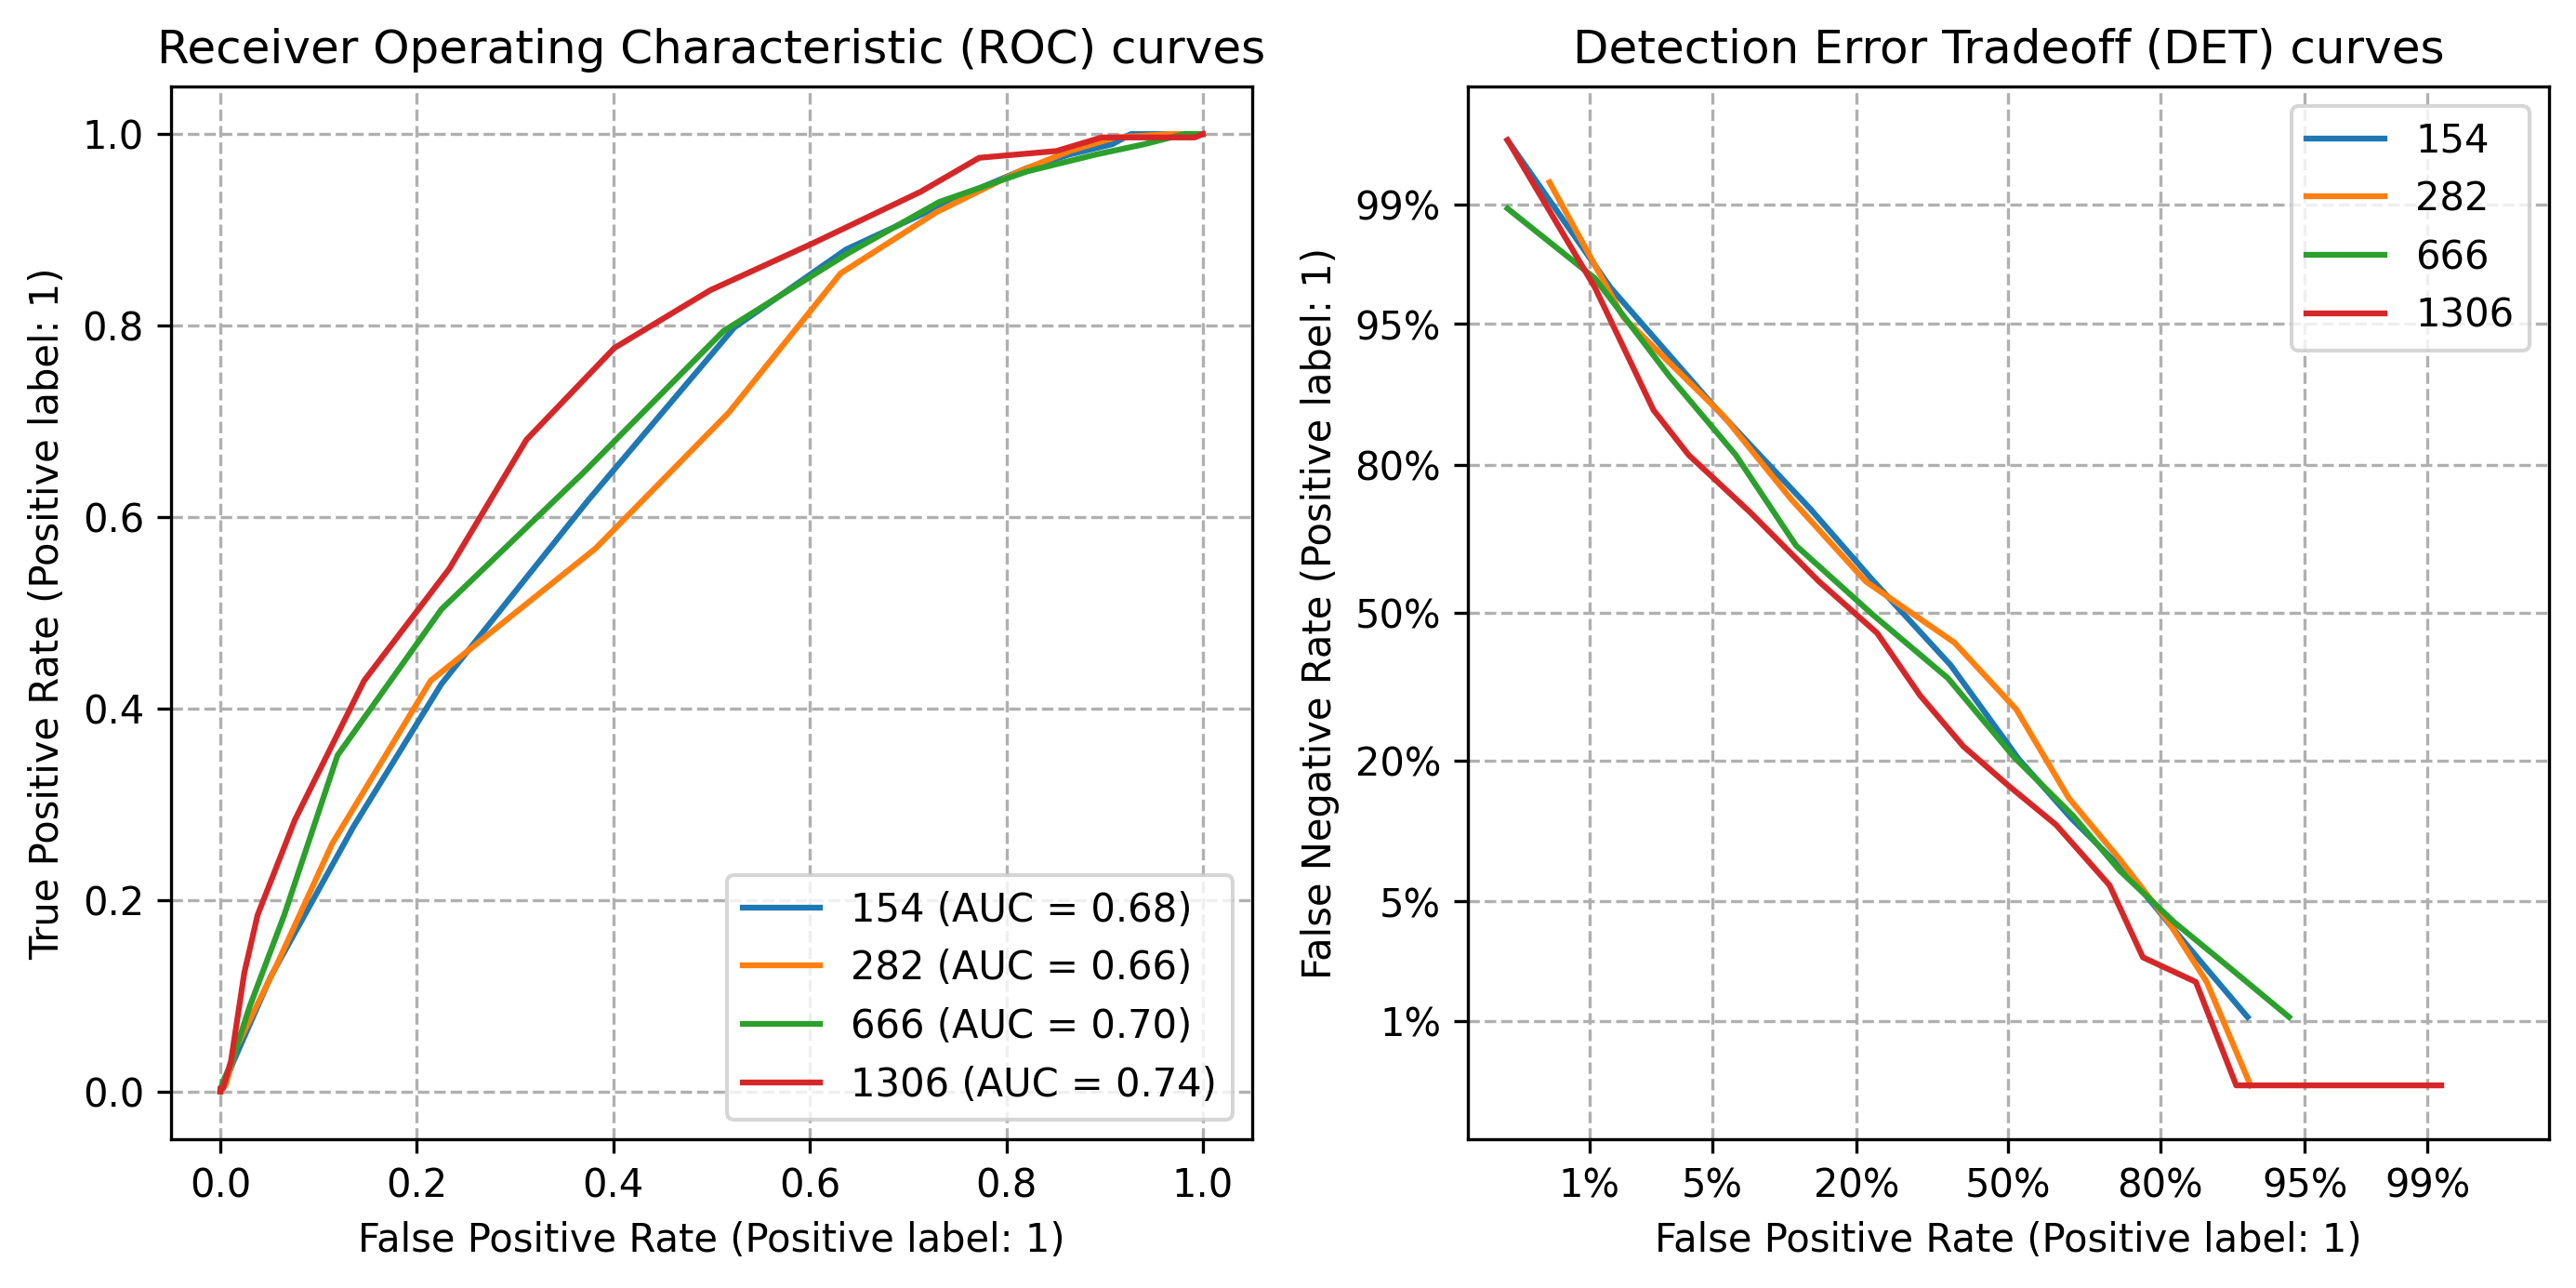 Receiver Operating Characteristic (ROC) curves
True Positive Rate (Positive label: 1)
1.0
0.8
0.6
0.4
0.2
0.0
154 (AUC = 0.68)
282 (AUC = 0.66)
666 (AUC = 0.70)
1306 (AUC = 0.74)
0.0 0.2 0.4 0.6 0.8 1.0
False Positive Rate (Positive label: 1)
Detection Error Tradeoff (DET) curves
False Negative Rate (Positive label: 1)
99%
95%
80%
50%
20%
5%
1%
154
282
666
1306
1% 5% 20% 50% 80% 95% 99%
False Positive Rate (Positive label: 1)